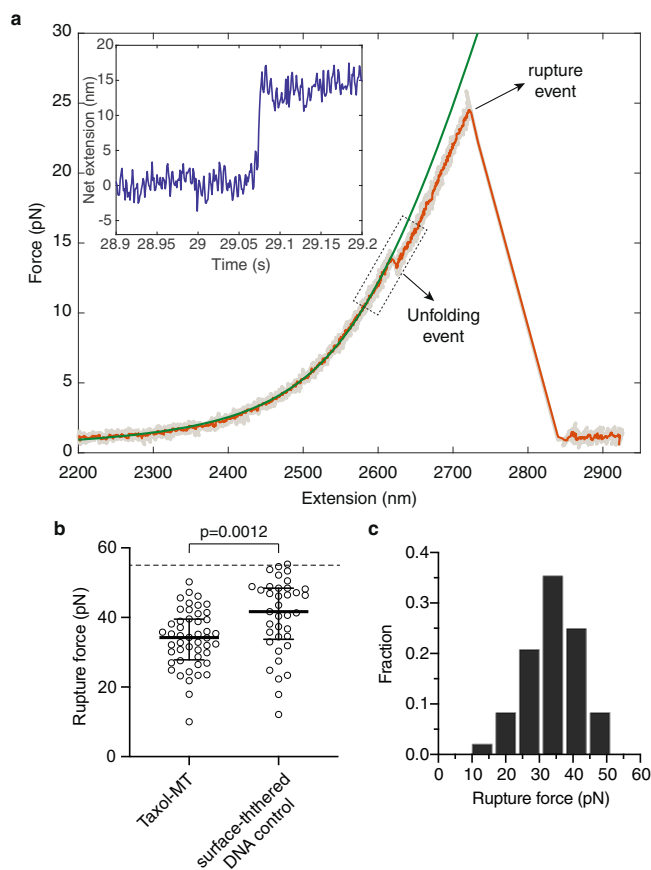 a
Force (pN)
30
25
20
15
10
5
0
2200 2300 2400 2500 2600 2700 2800 2900
Extension (nm)
Net extension (nm)
20
15
10
5
0
-5
28.9 28.95 29 29.05 29.1 29.15 29.2
Time (s)
rupture
event
Unfolding
event
b
p=0.0012
Rupture force (pN)
60
40
20
0
Taxol-MT
surface-ththered
DNA control
c
Fraction
0.4
0.3
0.2
0.1
0.0
0 10 20 30 40 50 60
Rupture force (pN)